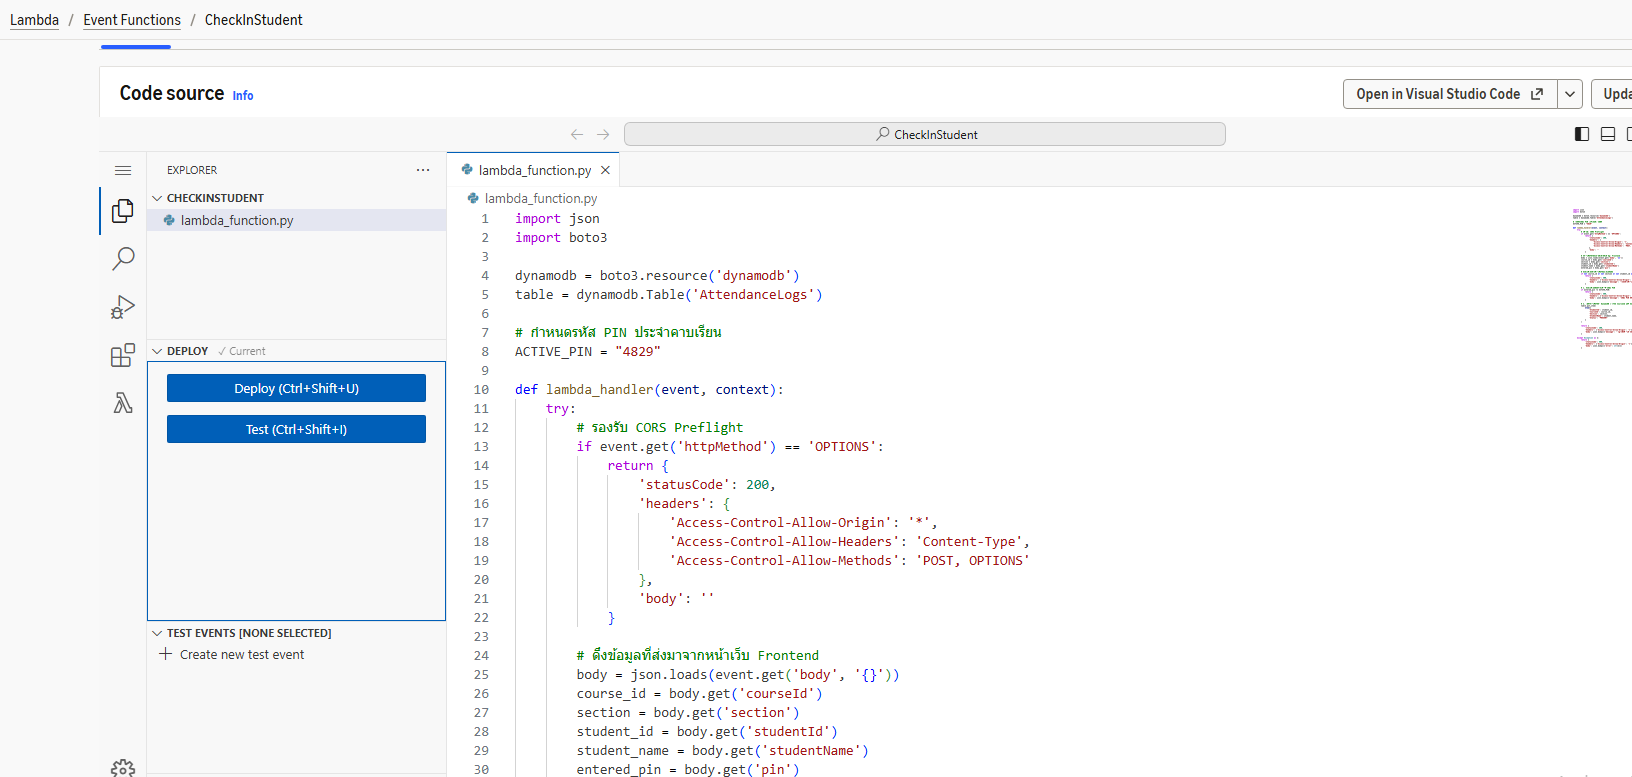 Lambda / Event Functions / CheckInStudent
Code source Info
Open in Visual Studio Code
CheckInStudent
EXPLORER
CHECKINSTUDENT
lambda_function.py
DEPLOY ✓ Current
Deploy (Ctrl+Shift+U)
Test (Ctrl+Shift+I)
TEST EVENTS [NONE SELECTED]
+ Create new test event
lambda_function.py
lambda_function.py
1 import json
2 import boto3
3
4 dynamodb = boto3.resource('dynamodb')
5 table = dynamodb.Table('AttendanceLogs')
6
7 # กำหนดรหัส PIN ประจำคาบเรียน
8 ACTIVE_PIN = "4829"
9
10 def lambda_handler(event, context):
11 try:
12 # รองรับ CORS Preflight
13 if event.get('httpMethod') == 'OPTIONS':
14 return {
15 'statusCode': 200,
16 'headers': {
17 'Access-Control-Allow-Origin': '*',
18 'Access-Control-Allow-Headers': 'Content-Type',
19 'Access-Control-Allow-Methods': 'POST, OPTIONS'
20 },
21 'body': ''
22 }
23
24 # ดึงข้อมูลที่ส่งมาจากหน้าเว็บ Frontend
25 body = json.loads(event.get('body', '{}'))
26 course_id = body.get('courseId')
27 section = body.get('section')
28 student_id = body.get('studentId')
29 student_name = body.get('studentName')
30 entered_pin = body.get('pin')